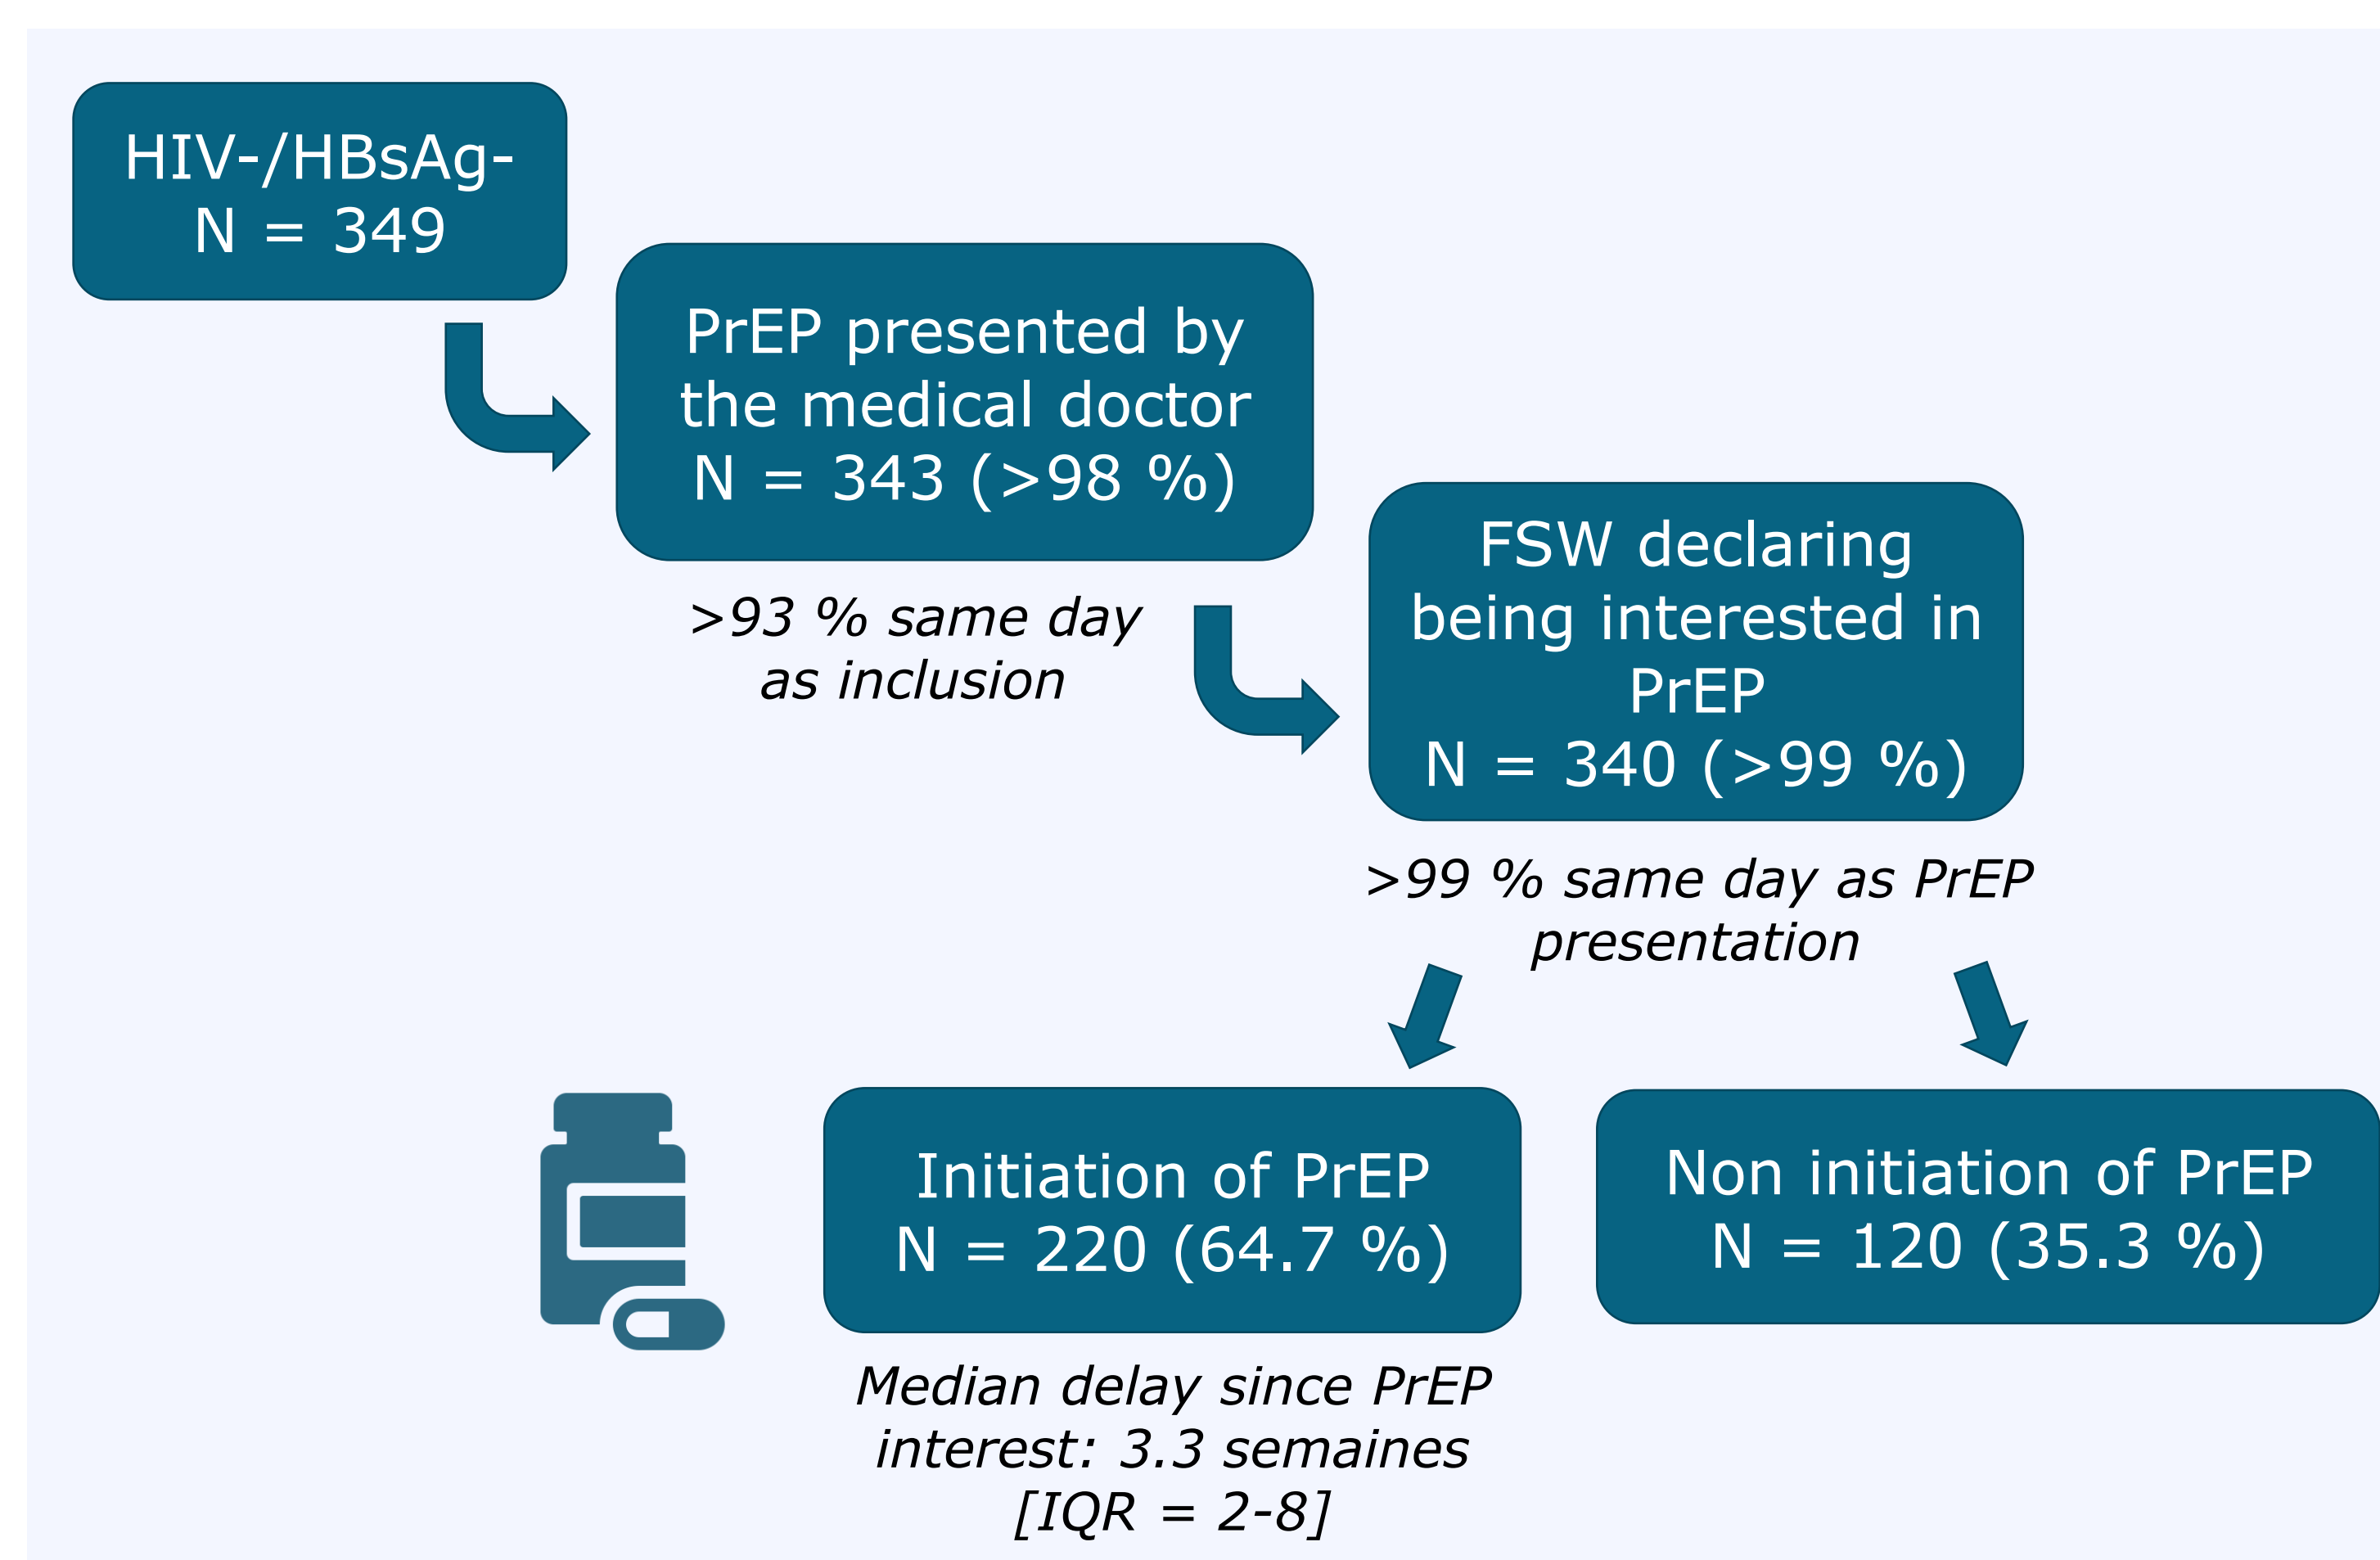 HIV-/HBsAg-
N = 349
PrEP presented by
the medical doctor
N = 343 (>98 %)
>93 % same day
as inclusion
FSW declaring
being interested in
PrEP
N = 340 (>99 %)
>99 % same day as PrEP
presentation
Initiation of PrEP
N = 220 (64.7 %)
Non initiation of PrEP
N = 120 (35.3 %)
Median delay since PrEP
interest: 3.3 semaines
[IQR = 2-8]